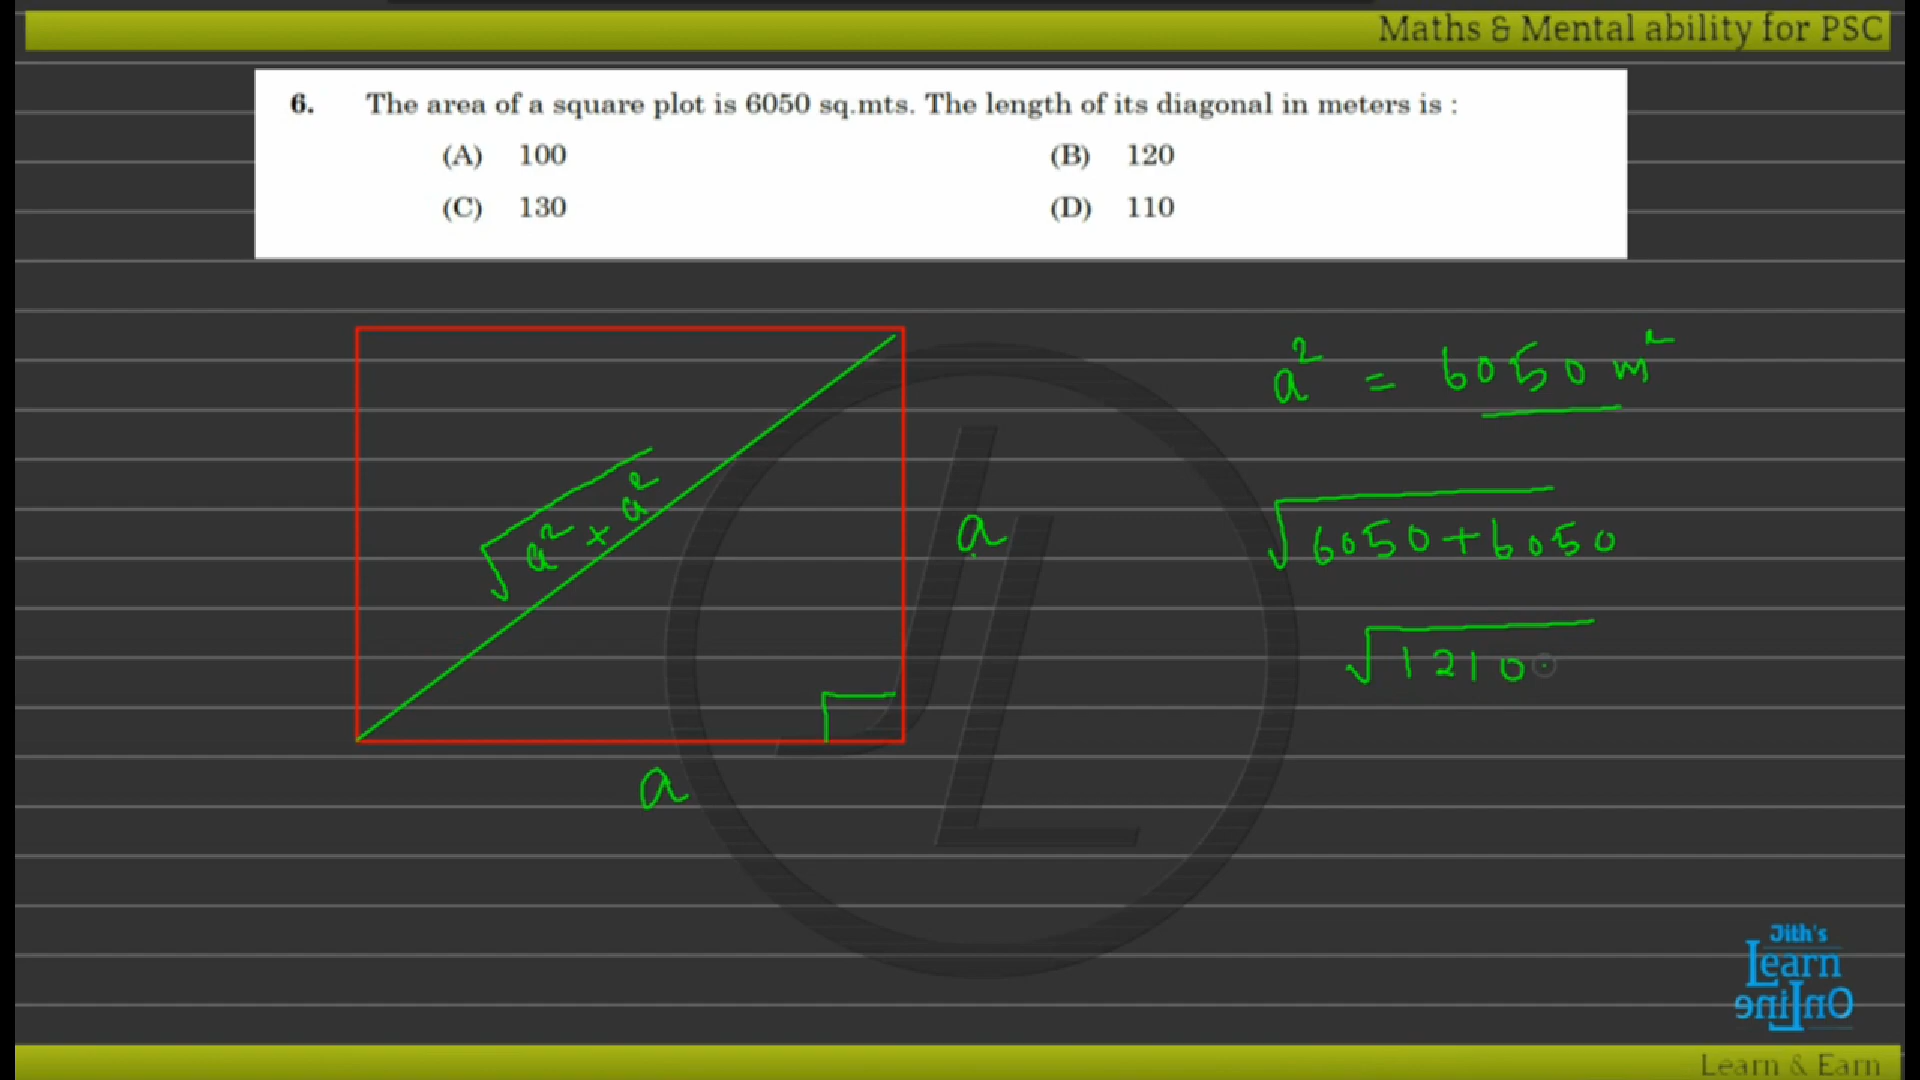 Maths & Mental ability for PSC
6. The area of a square plot is 6050 sq.mts. The length of its diagonal in meters is :
(A) 100 (B) 120
(C) 130 (D) 110
a² = 6050 m²
√a² + a²
a
√6050+6050
√1210
a
JL
Jith's
Learn
OnLine
Learn & Earn